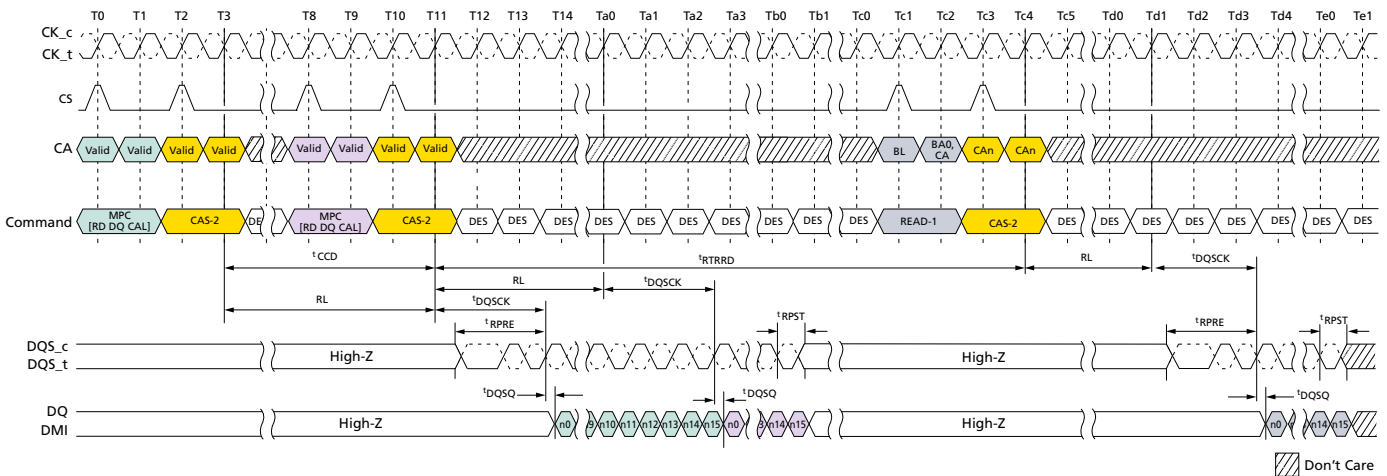 T0 T1 T2 T3 T8 T9 T10 T11 T12 T13 T14 Ta0 Ta1 Ta2 Ta3 Tb0 Tb1 Tc0 Tc1 Tc2 Tc3 Tc4 Tc5 Td0 Td1 Td2 Td3 Td4 Te0 Te1
CK_c
CK_t
CS
CA Valid Valid Valid Valid Valid Valid Valid Valid BL BA0, CA CAn CAn
Command MPC [RD DQ CAL] CAS-2 DE MPC [RD DQ CAL] CAS-2 DES DES DES DES DES DES DES DES DES DES READ-1 CAS-2 DES DES DES DES DES DES DES DES
tCCD tRTRRD RL tDQSCK
RL tDQSCK
RL tDQSCK
tRPRE tRPST tRPRE tRPST
DQS_c
DQS_t
High-Z High-Z
tDQSQ tDQSQ tDQSQ
DQ
DMI
High-Z n0 9 n10 n11 n12 n13 n14 n15 n0 3 n14 n15 High-Z n0 n14 n15
Don't Care